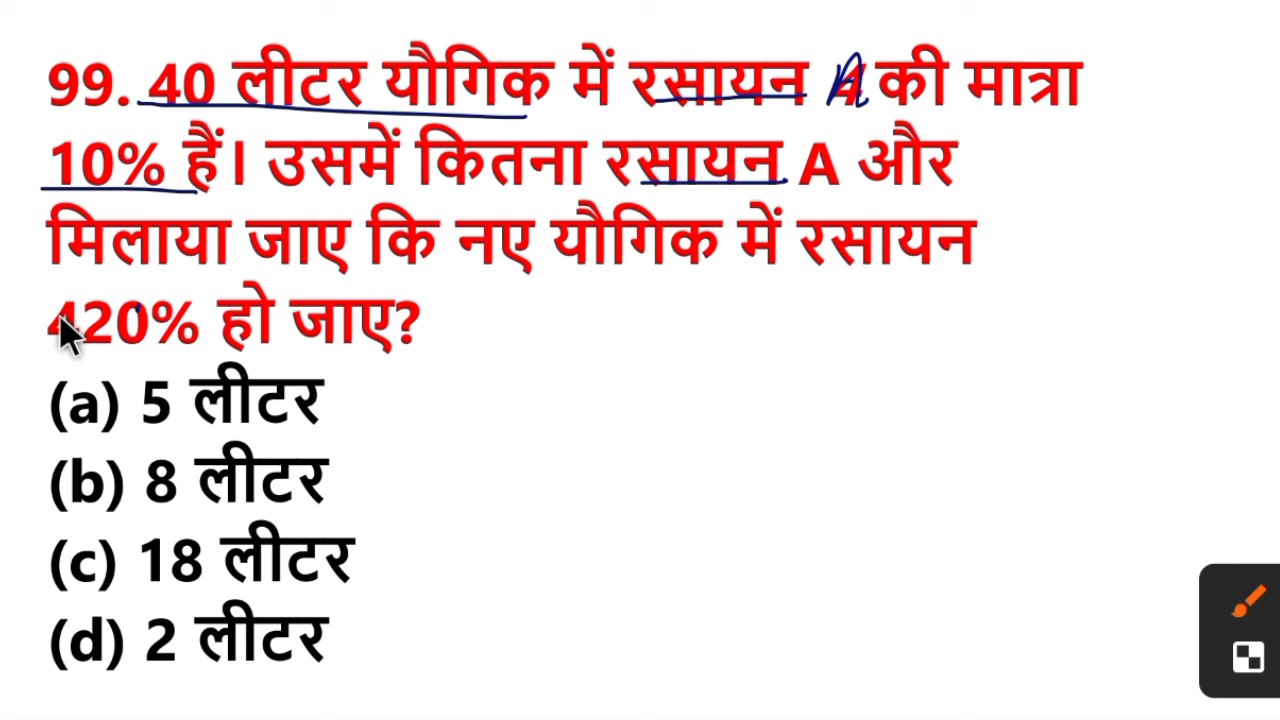 99. 40 लीटर यौगिक में रसायन A की मात्रा
10% हैं। उसमें कितना रसायन A और
मिलाया जाए कि नए यौगिक में रसायन
420% हो जाए?
(a) 5 लीटर
(b) 8 लीटर
(c) 18 लीटर
(d) 2 लीटर